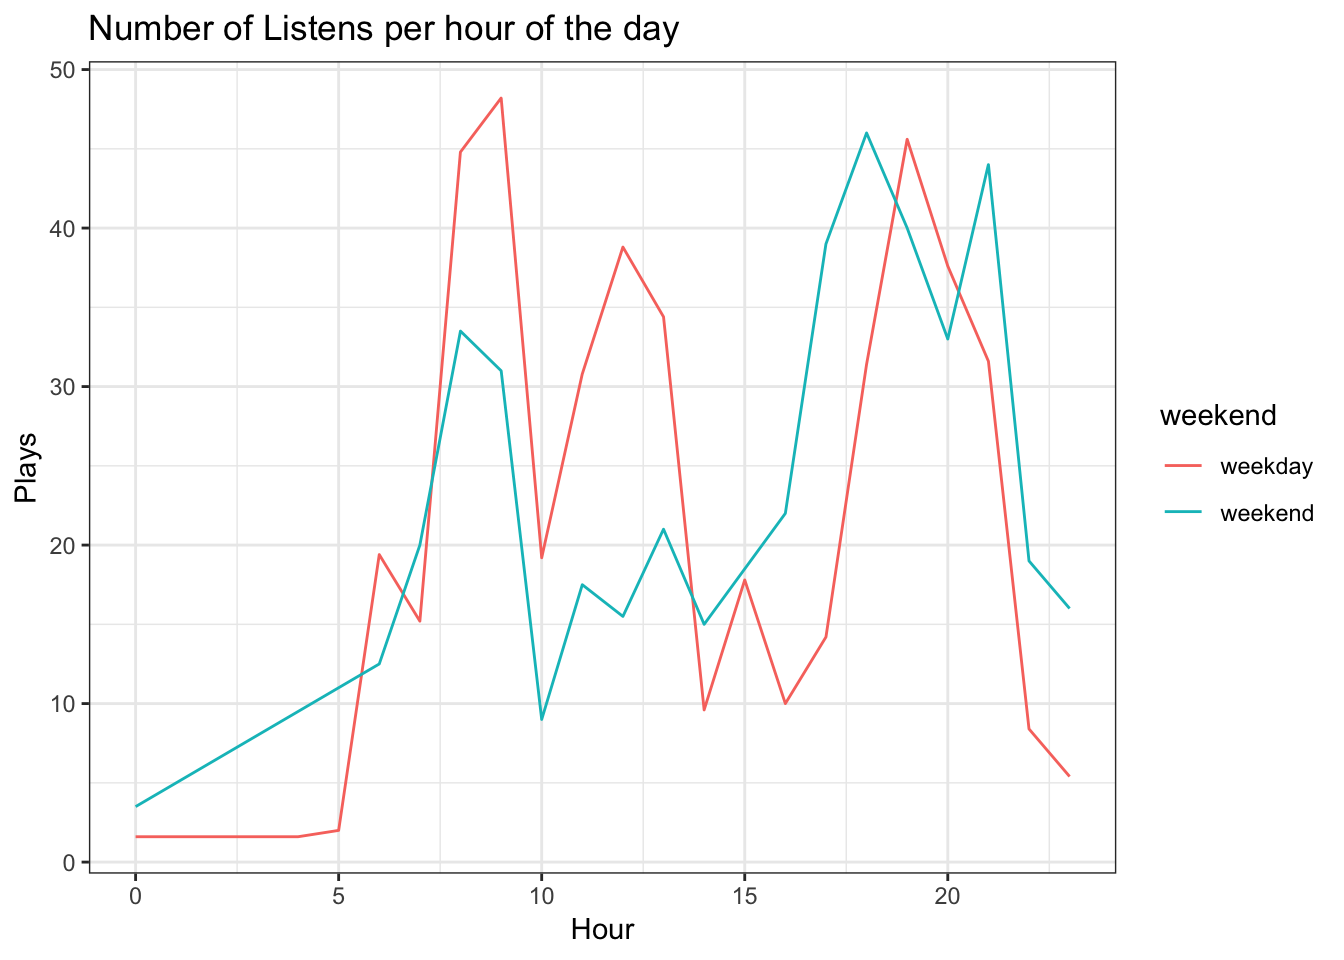 Number of Listens per hour of the day
50
40
30
20
10
0
Plays
0 5 10 15 20
Hour
weekend
weekday
weekend